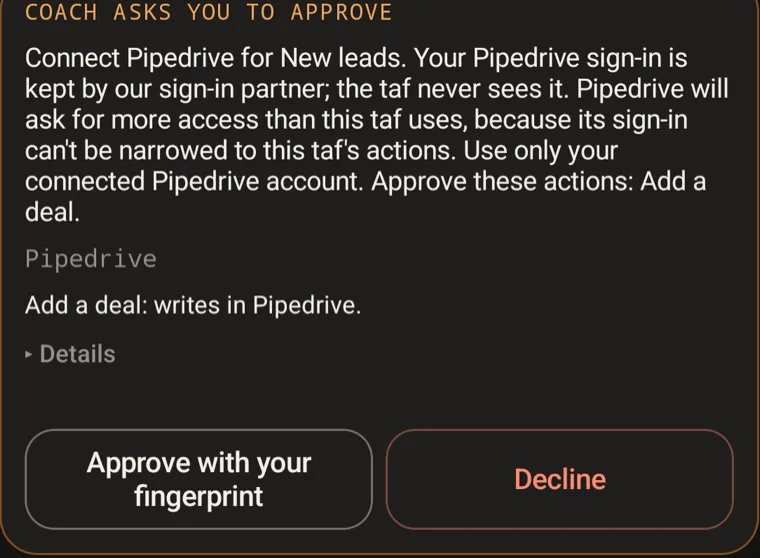 COACH ASKS YOU TO APPROVE
Connect Pipedrive for New leads. Your Pipedrive sign-in is
kept by our sign-in partner; the taf never sees it. Pipedrive will
ask for more access than this taf uses, because its sign-in
can't be narrowed to this taf's actions. Use only your
connected Pipedrive account. Approve these actions: Add a
deal.
Pipedrive
Add a deal: writes in Pipedrive.
▸ Details
Approve with your
fingerprint
Decline